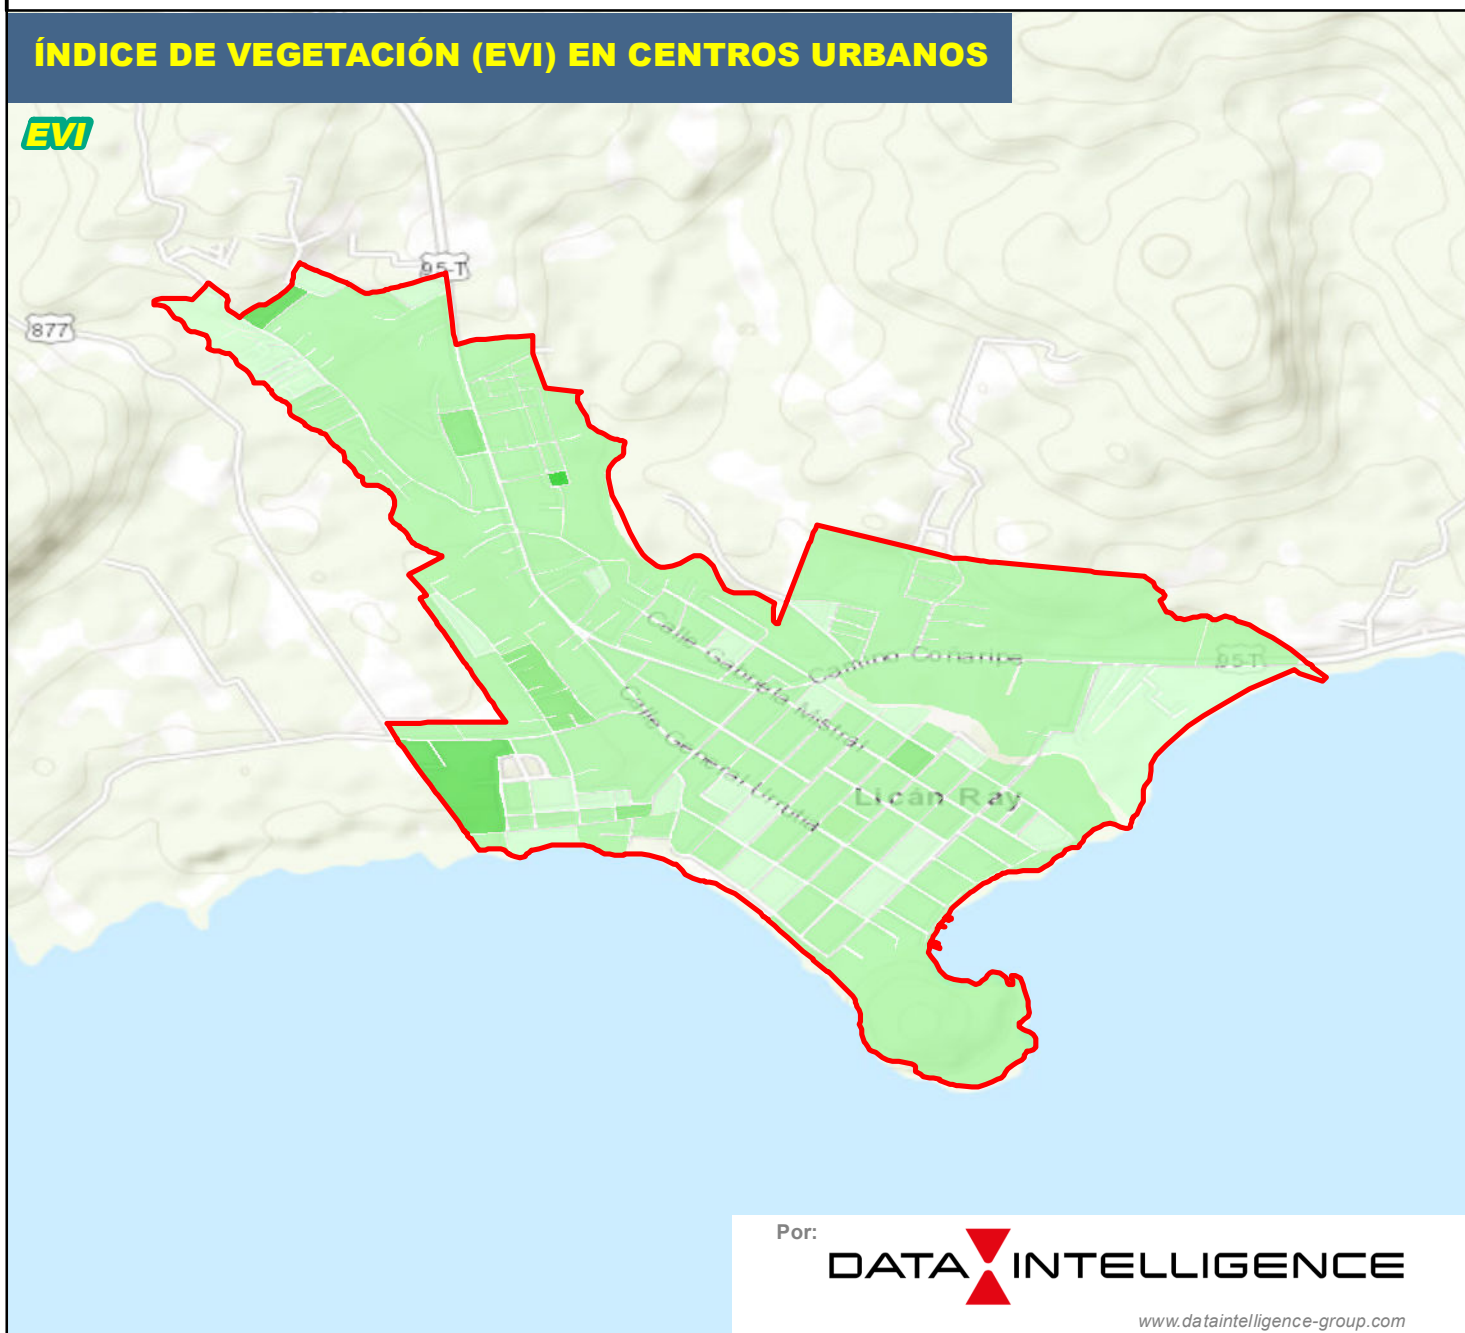 ÍNDICE DE VEGETACIÓN (EVI) EN CENTROS URBANOS
EVI
95-T
877
Calle Gabriela Mistral
Camino Coñaripe
95-T
Calle General Urrutia
Licán Ray
Por:
DATA INTELLIGENCE
www.dataintelligence-group.com